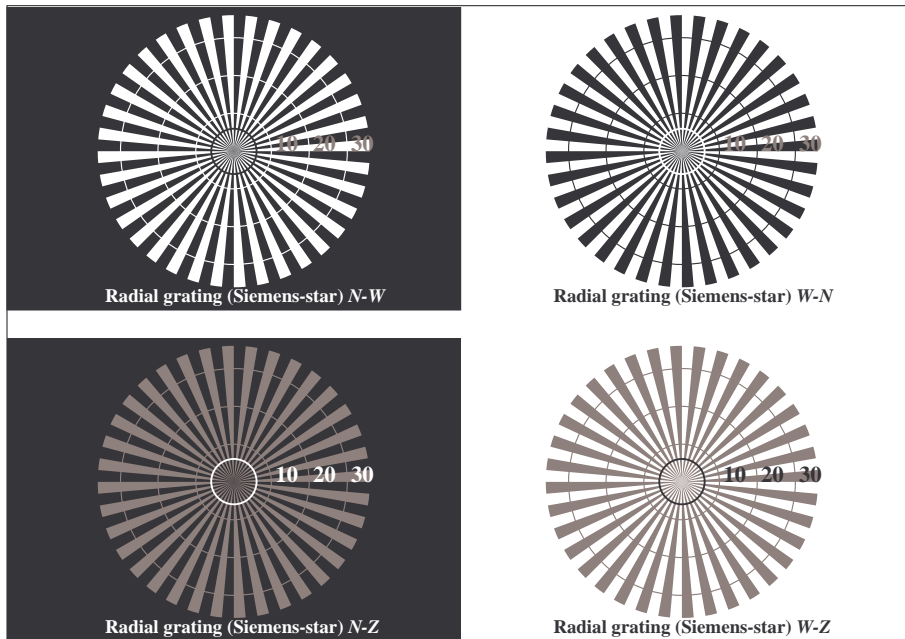 10 20 30
Radial grating (Siemens-star) N-W
10 20 30
Radial grating (Siemens-star) W-N
10 20 30
Radial grating (Siemens-star) N-Z
10 20 30
Radial grating (Siemens-star) W-Z